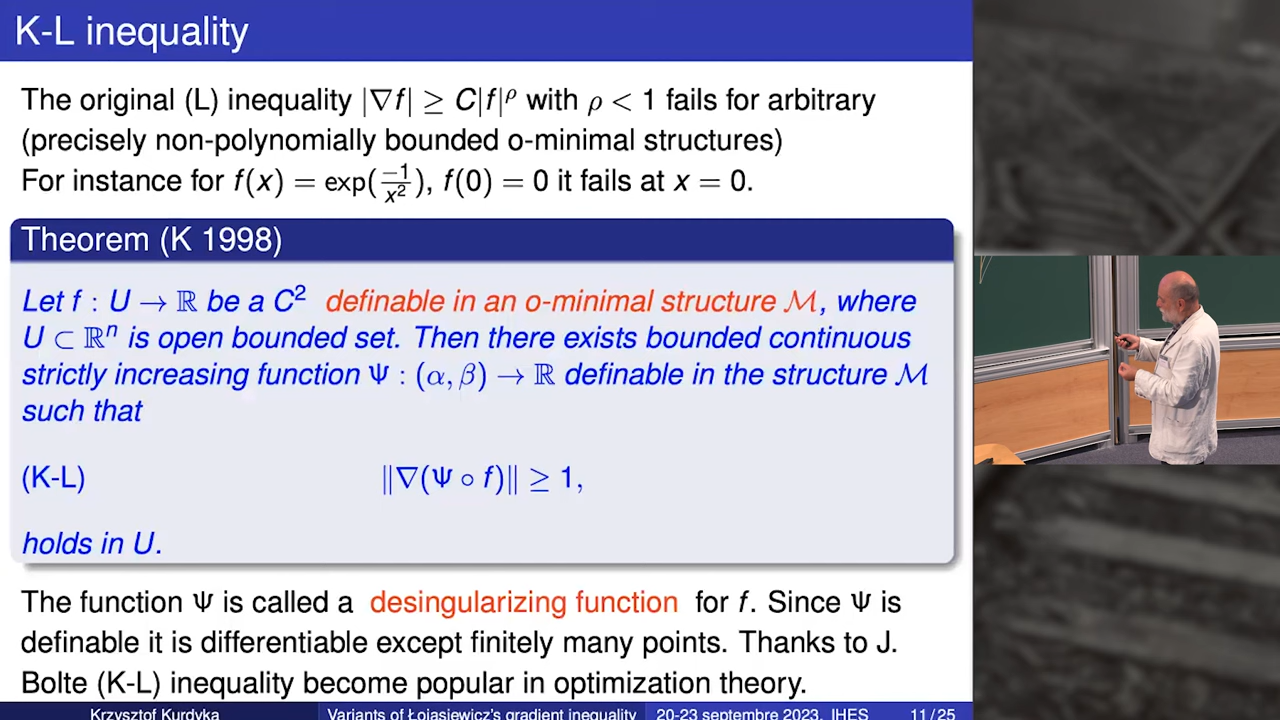 K-L inequality
The original (L) inequality |∇f| ≥ C|f|^ρ with ρ < 1 fails for arbitrary
(precisely non-polynomially bounded o-minimal structures)
For instance for f(x) = exp(−1/x²), f(0) = 0 it fails at x = 0.
Theorem (K 1998)
Let f : U → ℝ be a C² definable in an o-minimal structure ℳ, where
U ⊂ ℝⁿ is open bounded set. Then there exists bounded continuous
strictly increasing function Ψ : (α, β) → ℝ definable in the structure ℳ
such that
(K-L) ‖∇(Ψ ∘ f)‖ ≥ 1,
holds in U.
The function Ψ is called a desingularizing function for f. Since Ψ is
definable it is differentiable except finitely many points. Thanks to J.
Bolte (K-L) inequality become popular in optimization theory.
Krzysztof Kurdyka Variants of Łojasiewicz's gradient inequality 20-23 septembre 2023, IHES 11 / 25